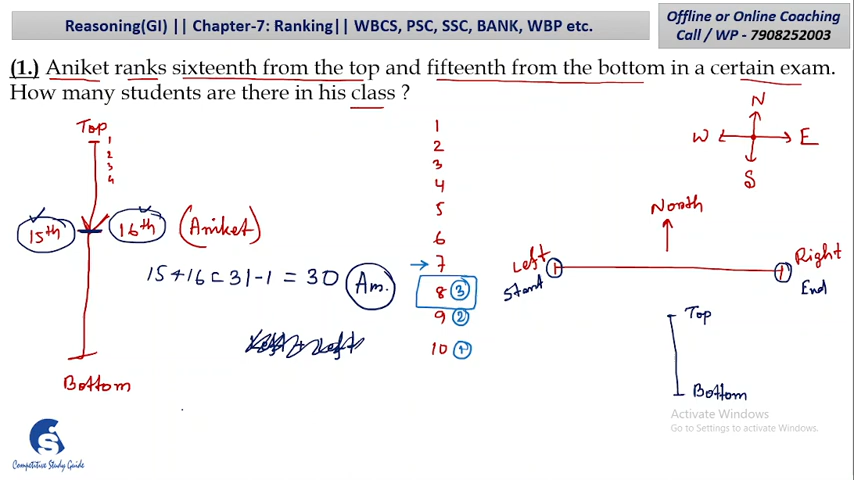 Reasoning(GI) || Chapter-7: Ranking|| WBCS, PSC, SSC, BANK, WBP etc.
Offline or Online Coaching
Call / WP - 7908252003
(1.) Aniket ranks sixteenth from the top and fifteenth from the bottom in a certain exam.
How many students are there in his class ?
Top
1
2
3
4
15th
16th
(Aniket)
15+16=31-1 = 30 Ans.
Bottom
1
2
3
4
5
6
7
8 3
9 2
10 1
N
W E
S
North
Left
Start
Right
End
Top
Bottom
Activate Windows
Go to Settings to activate Windows.
CS
Competitive Study Guide